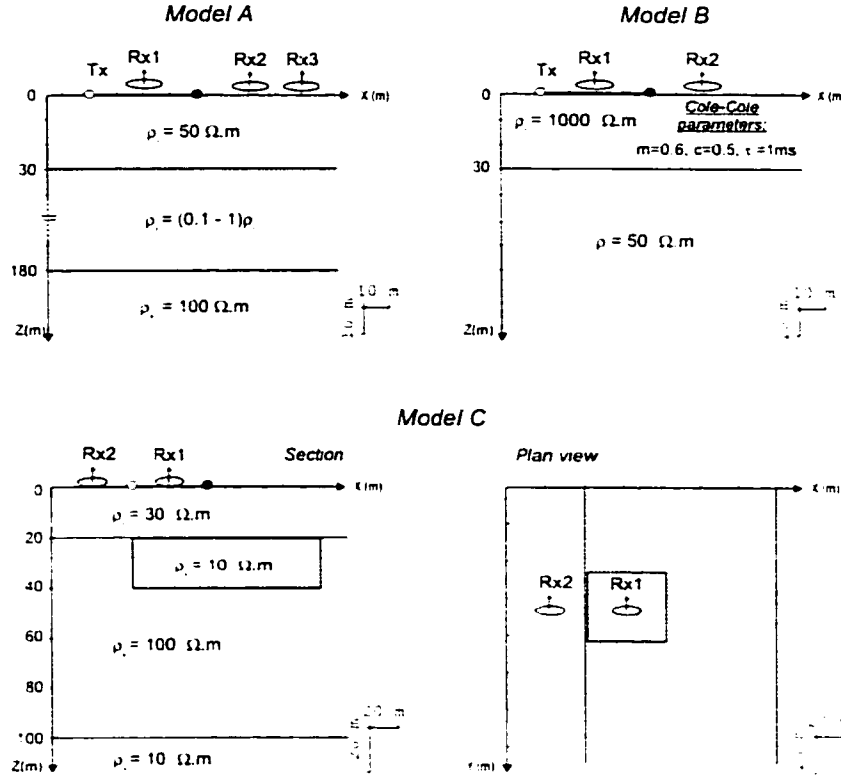 Model A
Tx
Rx1
Rx2
Rx3
0
X (m)
= 50 Ω.m
30
= (0.1 - 1)ρ
180
= 100 Ω.m
Z(m)
Model B
Tx
Rx1
Rx2
0
= 1000 Ω.m
Cole-Cole
parameters:
m=0.6, c=0.5, τ =1ms
30
ρ = 50 Ω.m
Z(m)
Model C
Rx2
Rx1
Section
0
X (m)
= 30 Ω.m
20
= 10 Ω.m
40
60
= 100 Ω.m
80
100
= 10 Ω.m
Z(m)
Plan view
Rx2
Rx1